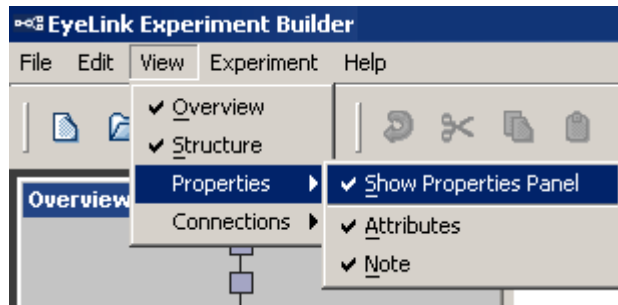 EyeLink Experiment Builder
File Edit View Experiment Help
Overview
Structure
Properties
Show Properties Panel
Overview
Connections
Attributes
Note